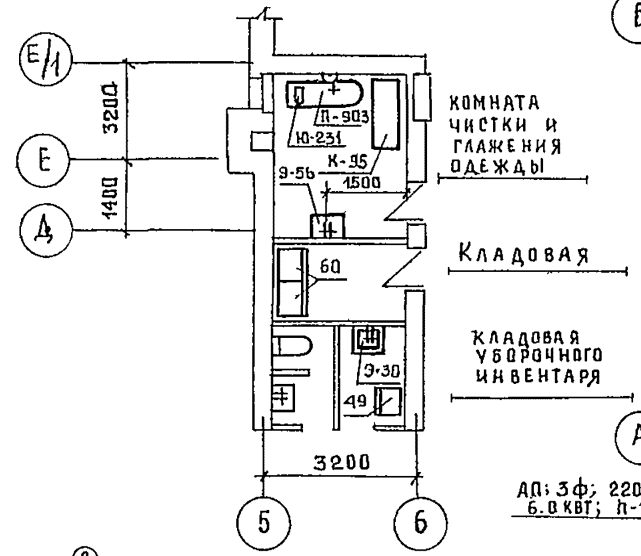 Е/1
3200
Е
1400
Д
П-903
Ю-231
К-95
1500
9-56
60
Э-30
49
КОМНАТА
ЧИСТКИ И
ГЛАЖЕНИЯ
ОДЕЖДЫ
КЛАДОВАЯ
КЛАДОВАЯ
УБОРОЧНОГО
ИНВЕНТАРЯ
3200
5
6
АП; 3ф; 220
6.0 КВТ; h-